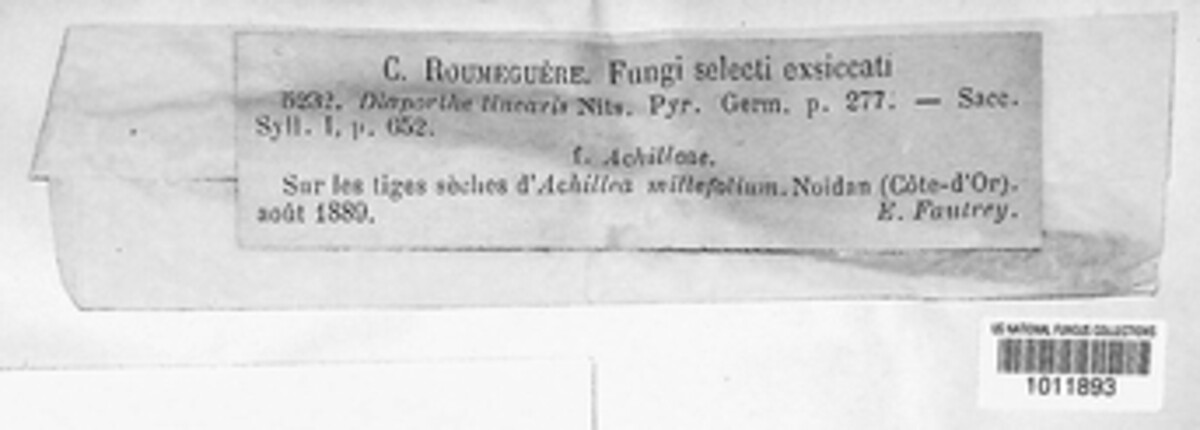 C. ROUMEGUÈRE. Fungi selecti exsiccati
5232. Diaporthe linearis Nits. Pyr. Germ. p. 277. — Sacc.
Syll. I, p. 652.
f. Achilleae.
Sur les tiges sèches d'Achillea millefolium. Noidan (Côte-d'Or).
août 1889. E. Fautrey.
US NATIONAL FUNGUS COLLECTIONS
1011893